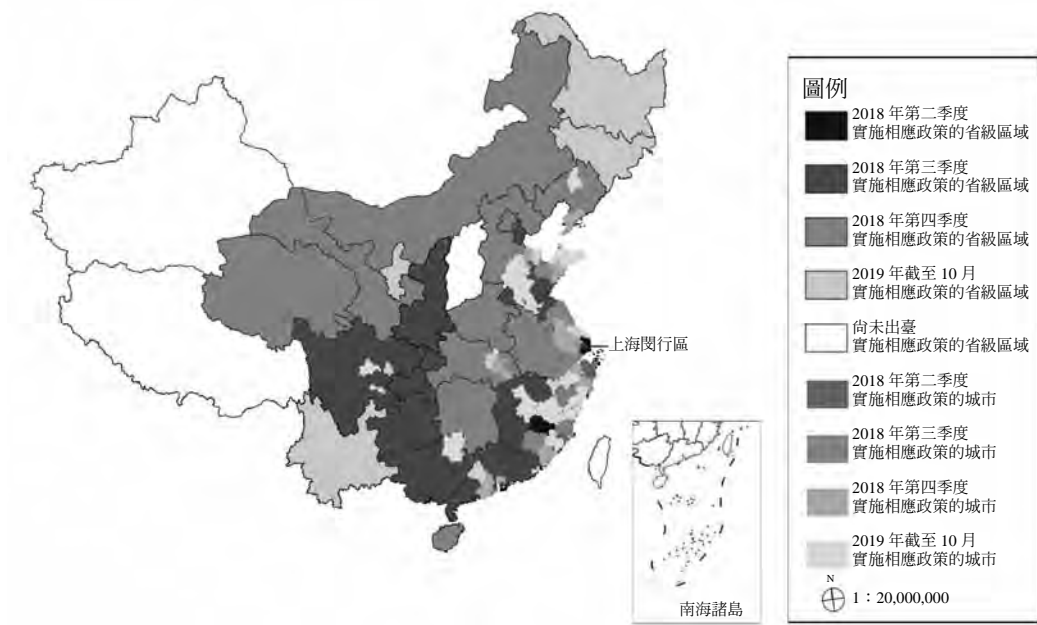 上海閔行區
南海諸島
圖例
2018 年第二季度
實施相應政策的省級區域
2018 年第三季度
實施相應政策的省級區域
2018 年第四季度
實施相應政策的省級區域
2019 年截至 10 月
實施相應政策的省級區域
尚未出臺
實施相應政策的省級區域
2018 年第二季度
實施相應政策的城市
2018 年第三季度
實施相應政策的城市
2018 年第四季度
實施相應政策的城市
2019 年截至 10 月
實施相應政策的城市
N
1：20,000,000